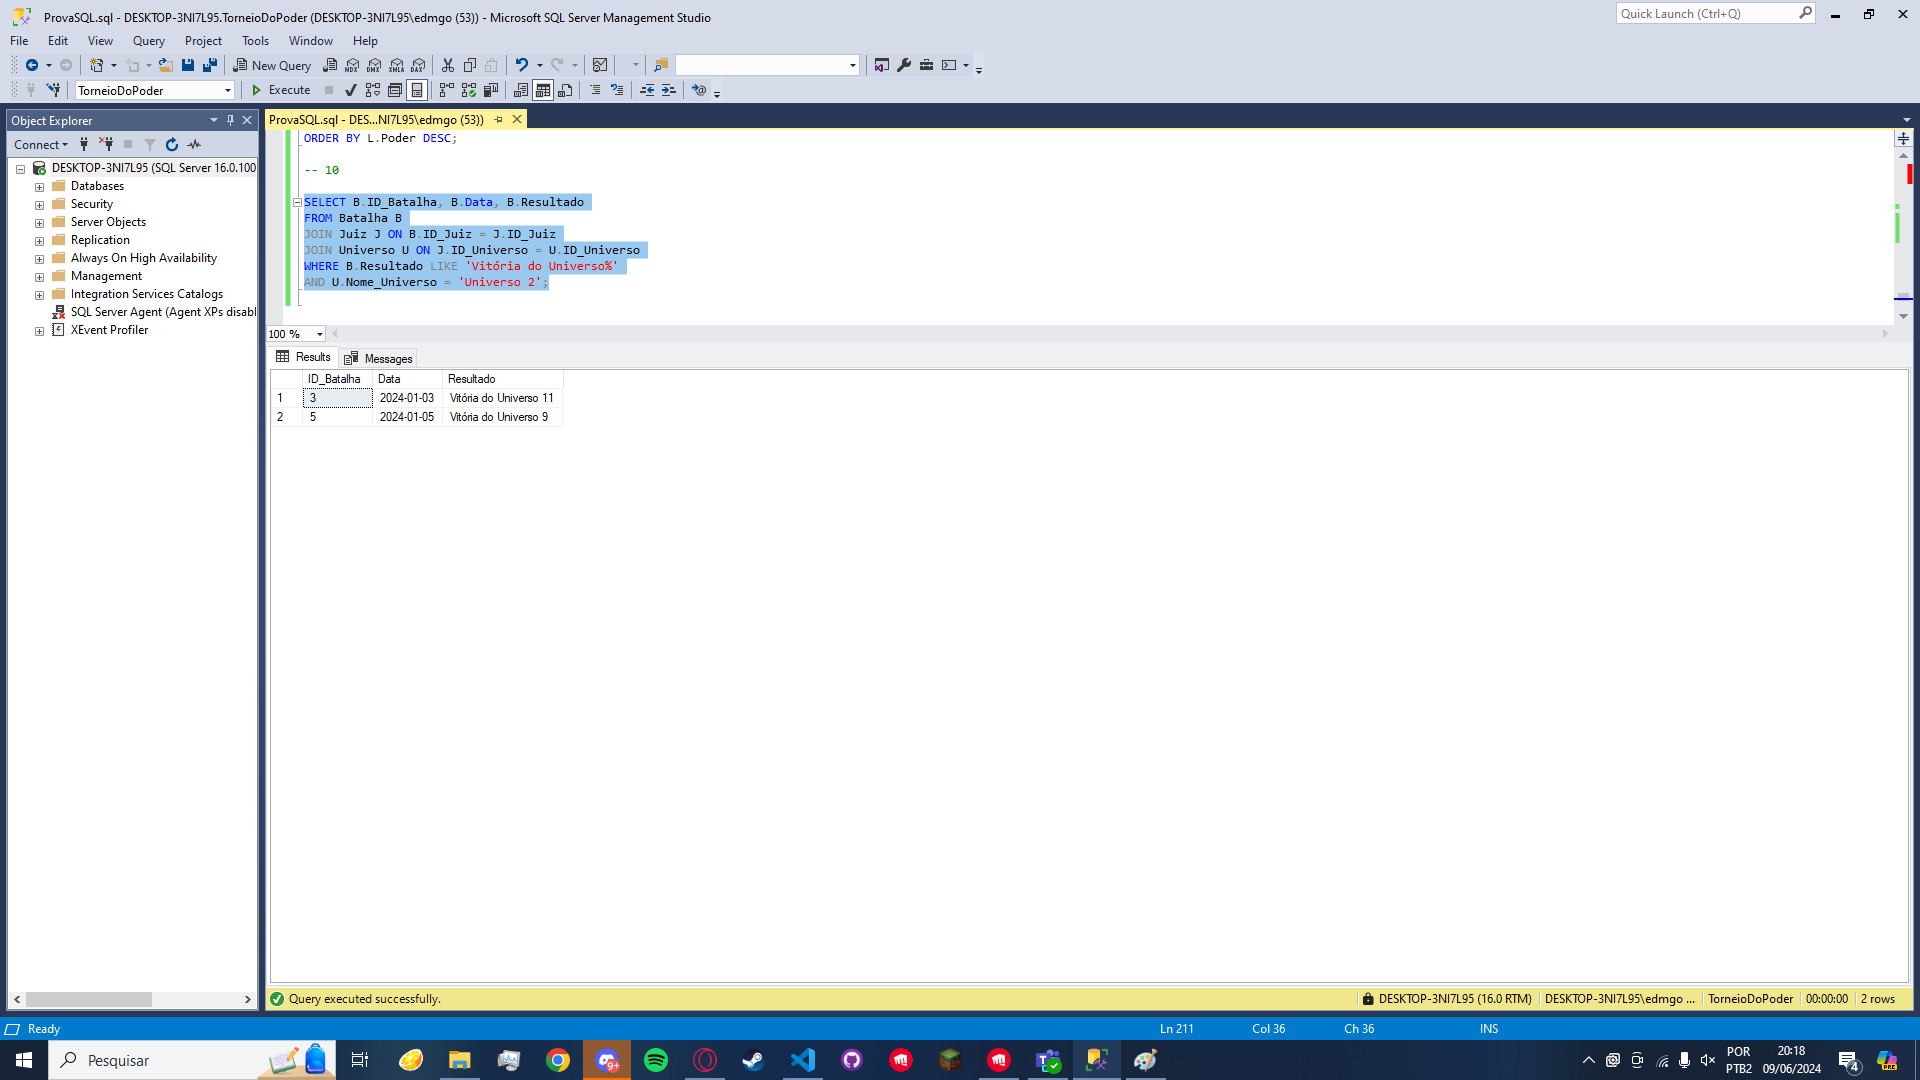 ProvaSQL.sql - DESKTOP-3NI7L95.TorneioDoPoder (DESKTOP-3NI7L95\edmgo (53)) - Microsoft SQL Server Management Studio
Quick Launch (Ctrl+Q)
File Edit View Query Project Tools Window Help
New Query
MDX DMX XMLA DAX
TorneioDoPoder
Execute
Object Explorer
Connect
DESKTOP-3NI7L95 (SQL Server 16.0.100
Databases
Security
Server Objects
Replication
Always On High Availability
Management
Integration Services Catalogs
SQL Server Agent (Agent XPs disabl
XEvent Profiler
ProvaSQL.sql - DES...NI7L95\edmgo (53))
ORDER BY L.Poder DESC;
-- 10
SELECT B.ID_Batalha, B.Data, B.Resultado
FROM Batalha B
JOIN Juiz J ON B.ID_Juiz = J.ID_Juiz
JOIN Universo U ON J.ID_Universo = U.ID_Universo
WHERE B.Resultado LIKE 'Vitória do Universo%'
AND U.Nome_Universo = 'Universo 2';
100 %
Results Messages
ID_Batalha Data Resultado
1 3 2024-01-03 Vitória do Universo 11
2 5 2024-01-05 Vitória do Universo 9
Query executed successfully.
DESKTOP-3NI7L95 (16.0 RTM) DESKTOP-3NI7L95\edmgo ... TorneioDoPoder 00:00:00 2 rows
Ready
Ln 211 Col 36 Ch 36 INS
Pesquisar
9+
POR
PTB2
20:18
09/06/2024
4
PRE